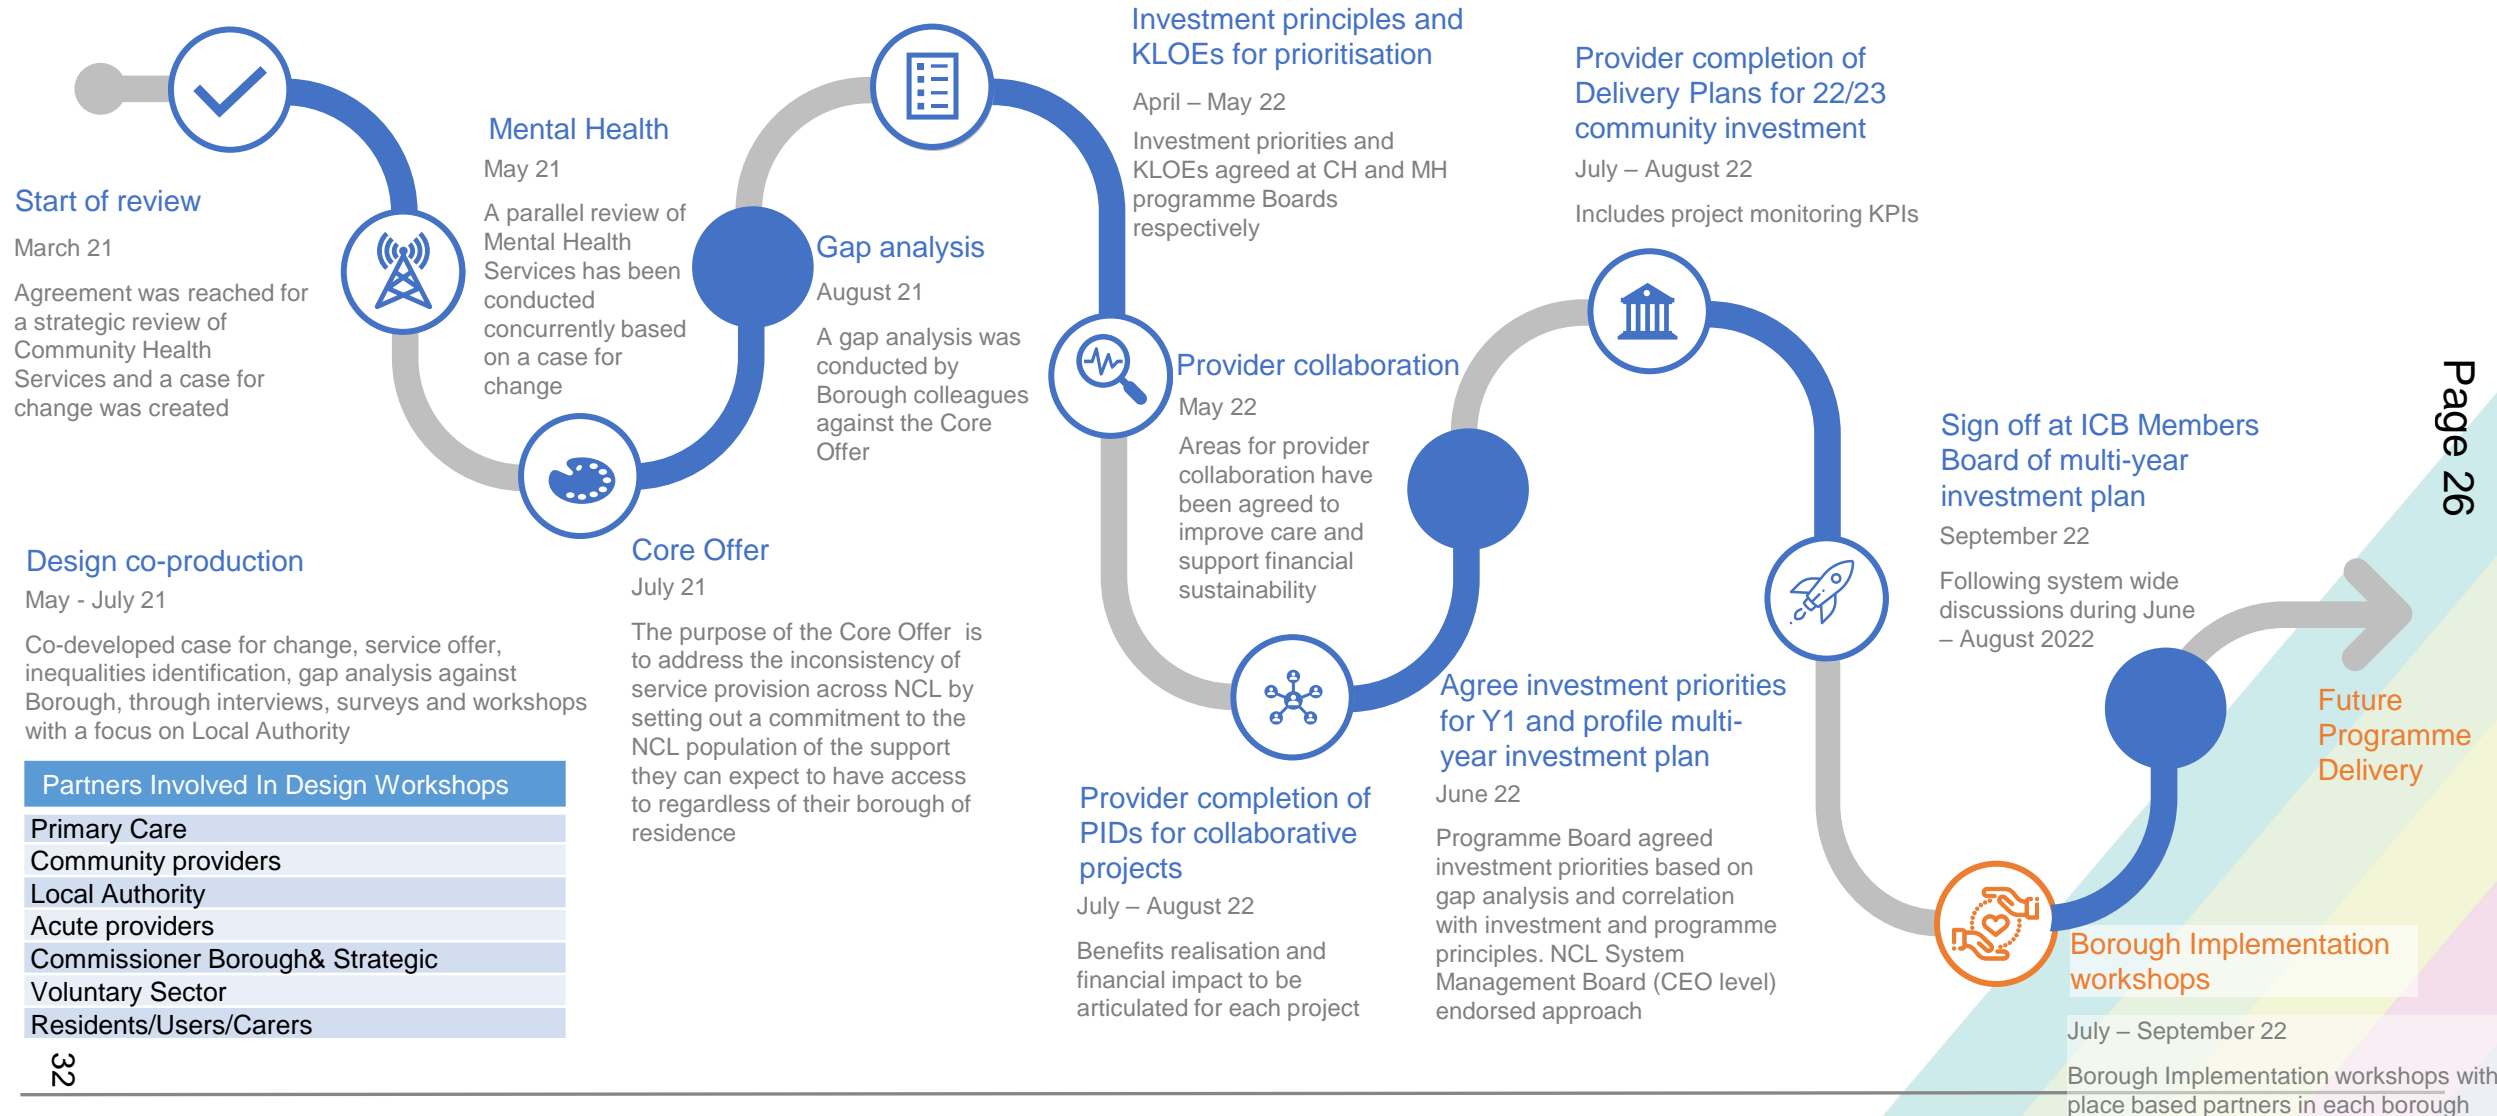 Start of review
March 21
Agreement was reached for
a strategic review of
Community Health
Services and a case for
change was created
Mental Health
May 21
A parallel review of
Mental Health
Services has been
conducted
concurrently based
on a case for
change
Design co-production
May - July 21
Co-developed case for change, service offer,
inequalities identification, gap analysis against
Borough, through interviews, surveys and workshops
with a focus on Local Authority
Partners Involved In Design Workshops
Primary Care
Community providers
Local Authority
Acute providers
Commissioner Borough& Strategic
Voluntary Sector
Residents/Users/Carers
Core Offer
July 21
The purpose of the Core Offer is
to address the inconsistency of
service provision across NCL by
setting out a commitment to the
NCL population of the support
they can expect to have access
to regardless of their borough of
residence
Gap analysis
August 21
A gap analysis was
conducted by
Borough colleagues
against the Core
Offer
Investment principles and
KLOEs for prioritisation
April – May 22
Investment priorities and
KLOEs agreed at CH and MH
programme Boards
respectively
Provider collaboration
May 22
Areas for provider
collaboration have
been agreed to
improve care and
support financial
sustainability
Provider completion of
PIDs for collaborative
projects
July – August 22
Benefits realisation and
financial impact to be
articulated for each project
Agree investment priorities
for Y1 and profile multi-
year investment plan
June 22
Programme Board agreed
investment priorities based on
gap analysis and correlation
with investment and programme
principles. NCL System
Management Board (CEO level)
endorsed approach
Provider completion of
Delivery Plans for 22/23
community investment
July – August 22
Includes project monitoring KPIs
Sign off at ICB Members
Board of multi-year
investment plan
September 22
Following system wide
discussions during June
– August 2022
Borough Implementation
workshops
July – September 22
Borough Implementation workshops with
place based partners in each borough
Future
Programme
Delivery
Page 26
32